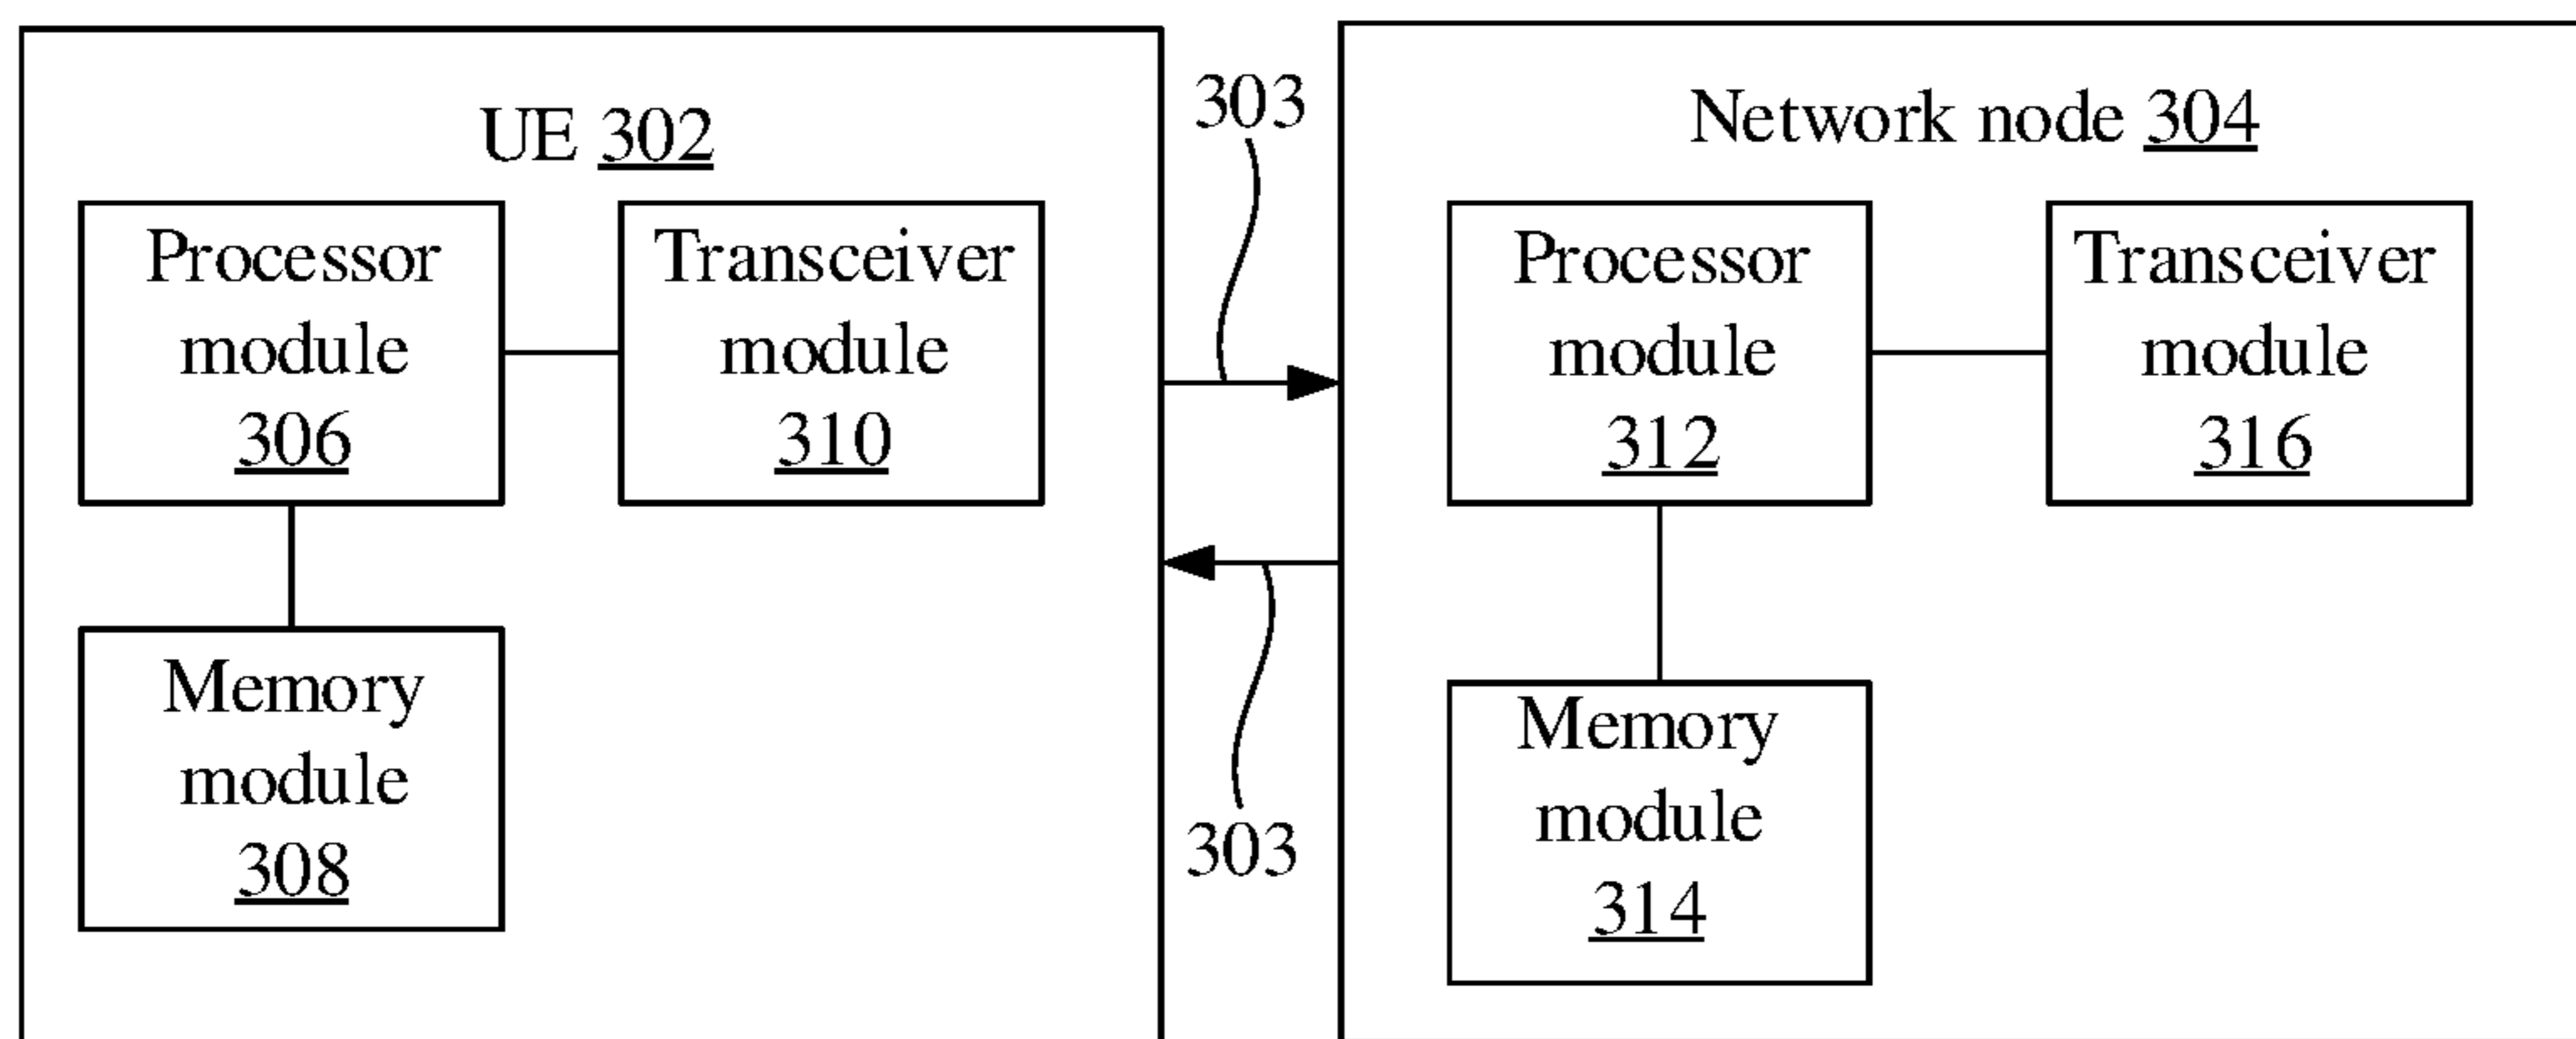 UE 302
Processor
module
306
Transceiver
module
310
Memory
module
308
303
303
Network node 304
Processor
module
312
Transceiver
module
316
Memory
module
314